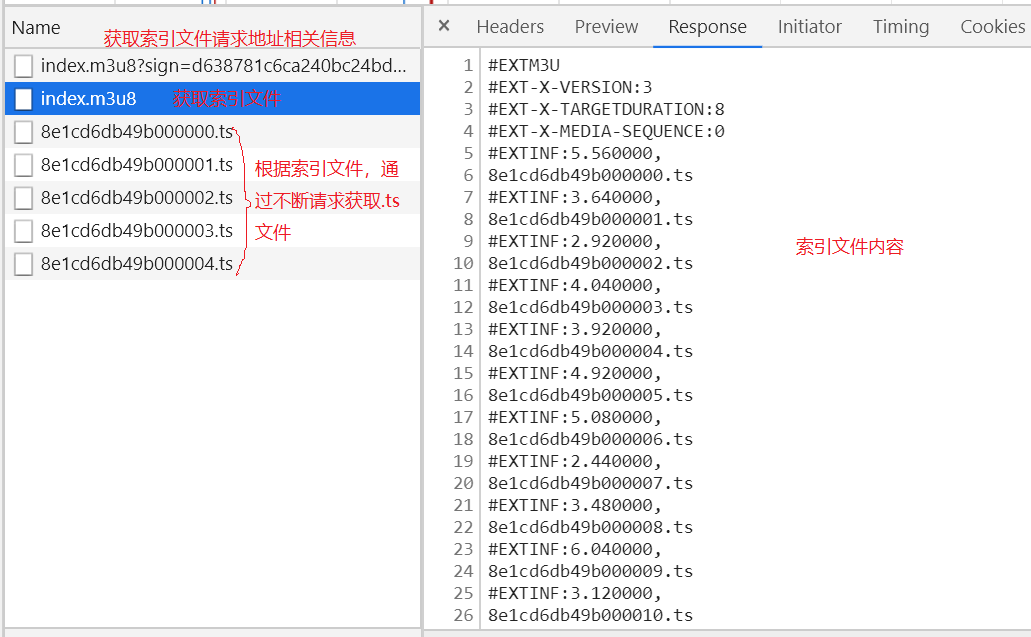 Name
获取索引文件请求地址相关信息
index.m3u8?sign=d638781c6ca240bc24bd...
index.m3u8 获取索引文件
8e1cd6db49b000000.ts
8e1cd6db49b000001.ts
8e1cd6db49b000002.ts
8e1cd6db49b000003.ts
8e1cd6db49b000004.ts
根据索引文件，通
过不断请求获取.ts
文件
× Headers Preview Response Initiator Timing Cookies
1 #EXTM3U
2 #EXT-X-VERSION:3
3 #EXT-X-TARGETDURATION:8
4 #EXT-X-MEDIA-SEQUENCE:0
5 #EXTINF:5.560000,
6 8e1cd6db49b000000.ts
7 #EXTINF:3.640000,
8 8e1cd6db49b000001.ts
9 #EXTINF:2.920000,
10 8e1cd6db49b000002.ts
11 #EXTINF:4.040000,
12 8e1cd6db49b000003.ts
13 #EXTINF:3.920000,
14 8e1cd6db49b000004.ts
15 #EXTINF:4.920000,
16 8e1cd6db49b000005.ts
17 #EXTINF:5.080000,
18 8e1cd6db49b000006.ts
19 #EXTINF:2.440000,
20 8e1cd6db49b000007.ts
21 #EXTINF:3.480000,
22 8e1cd6db49b000008.ts
23 #EXTINF:6.040000,
24 8e1cd6db49b000009.ts
25 #EXTINF:3.120000,
26 8e1cd6db49b000010.ts
索引文件内容